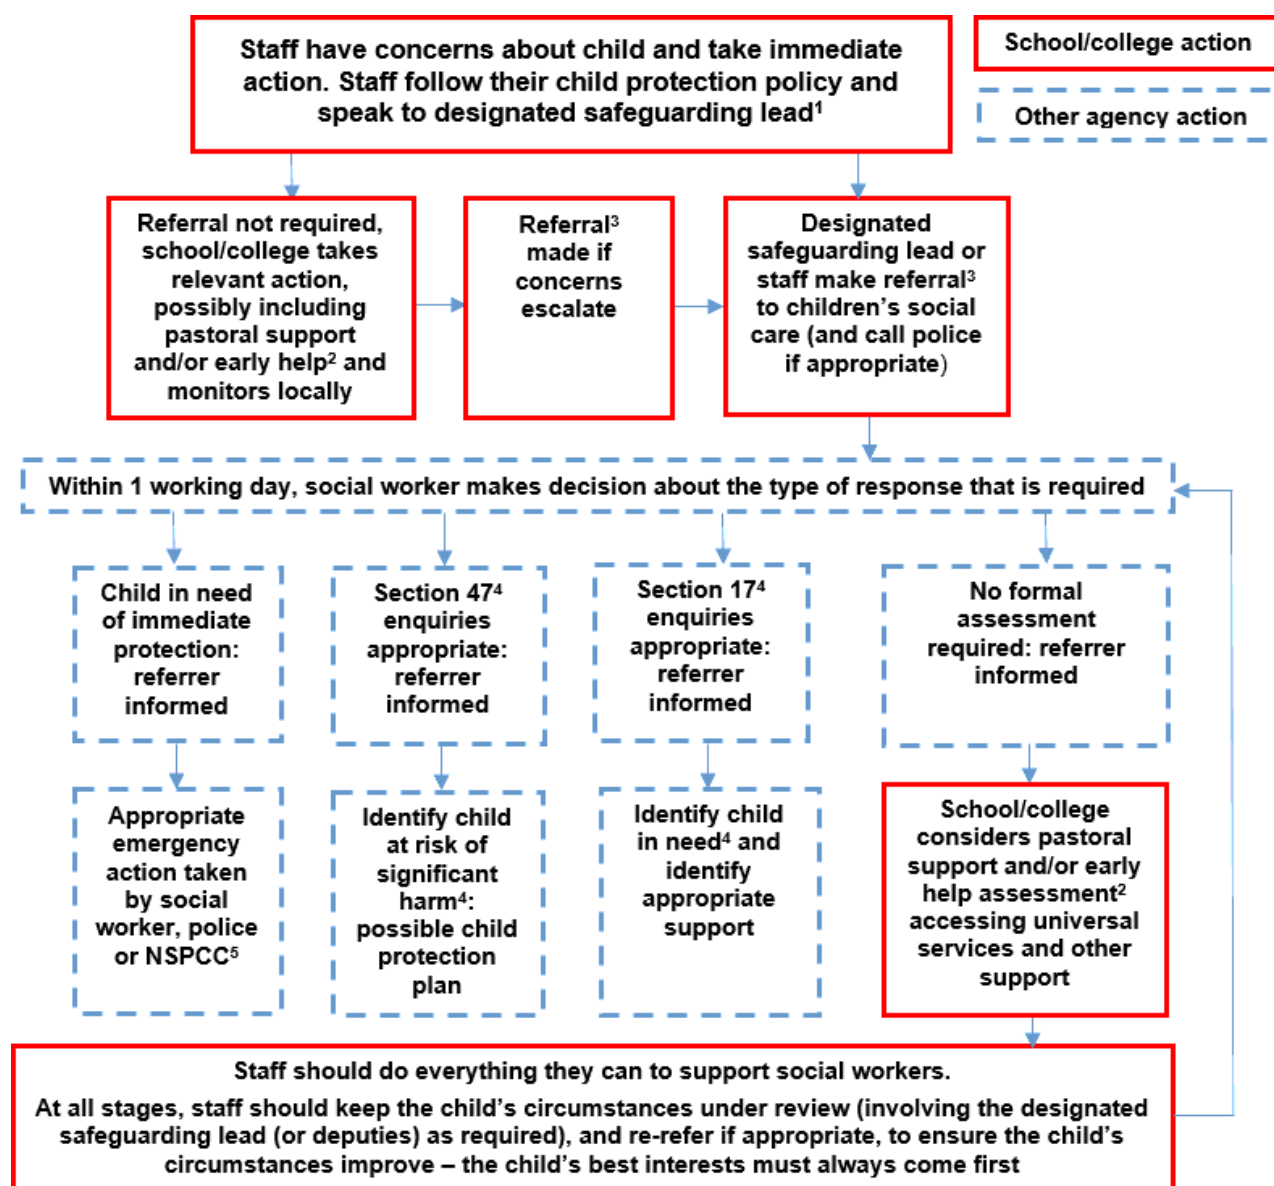 Staff have concerns about child and take immediate
action. Staff follow their child protection policy and
speak to designated safeguarding lead¹
School/college action
Other agency action
Referral not required,
school/college takes
relevant action,
possibly including
pastoral support
and/or early help² and
monitors locally
Referral³
made if
concerns
escalate
Designated
safeguarding lead or
staff make referral³
to children’s social
care (and call police
if appropriate)
Within 1 working day, social worker makes decision about the type of response that is required
Child in need
of immediate
protection:
referrer
informed
Section 47⁴
enquiries
appropriate:
referrer
informed
Section 17⁴
enquiries
appropriate:
referrer
informed
No formal
assessment
required: referrer
informed
Appropriate
emergency
action taken
by social
worker, police
or NSPCC⁵
Identify child
at risk of
significant
harm⁴:
possible child
protection
plan
Identify child
in need⁴ and
identify
appropriate
support
School/college
considers pastoral
support and/or early
help assessment²
accessing universal
services and other
support
Staff should do everything they can to support social workers.
At all stages, staff should keep the child’s circumstances under review (involving the designated
safeguarding lead (or deputies) as required), and re-refer if appropriate, to ensure the child’s
circumstances improve – the child’s best interests must always come first